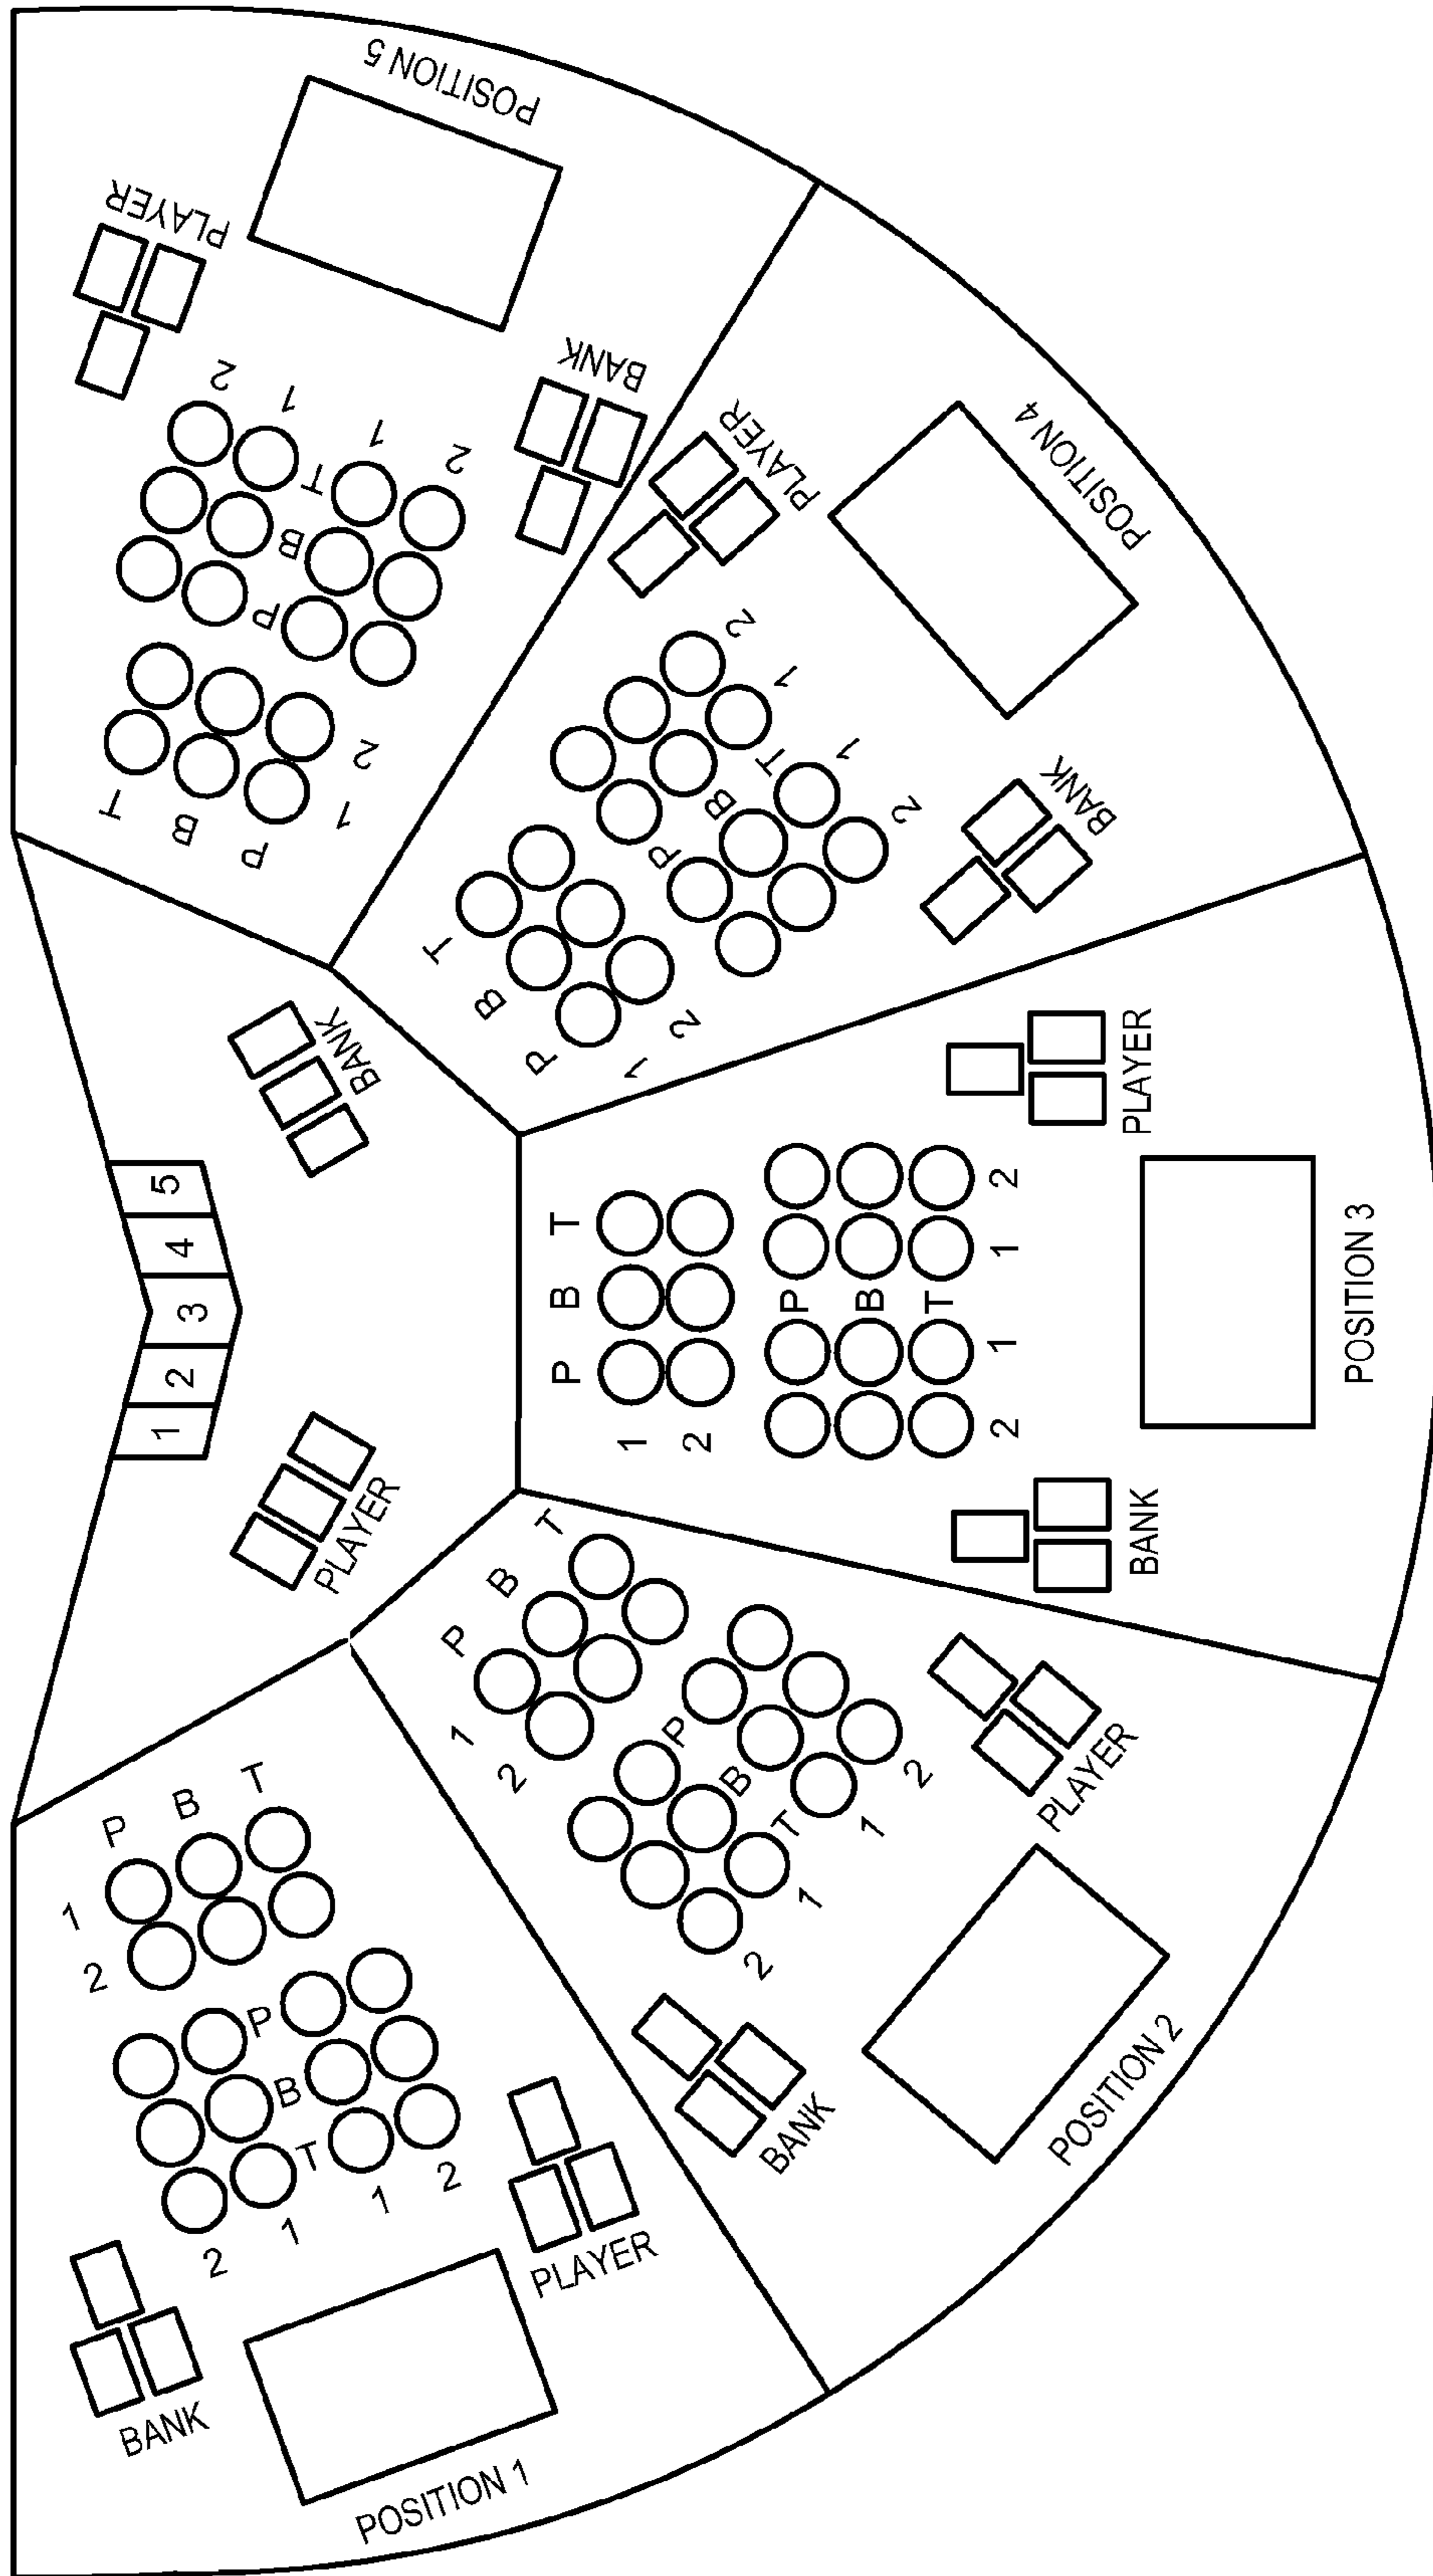 1 2 3 4 5
PLAYER
BANK
P B T
1
2
P
B
T
2 1 1 2
BANK
PLAYER
POSITION 1
P B T
1
2
P
B
T
2 1 1 2
BANK
PLAYER
POSITION 2
P B T
1
2
P
B
T
2 1 1 2
BANK
PLAYER
POSITION 3
P B T
1
2
P
B
T
2 1 1 2
BANK
PLAYER
POSITION 4
P B T
1
2
P
B
T
2 1 1 2
BANK
PLAYER
POSITION 5